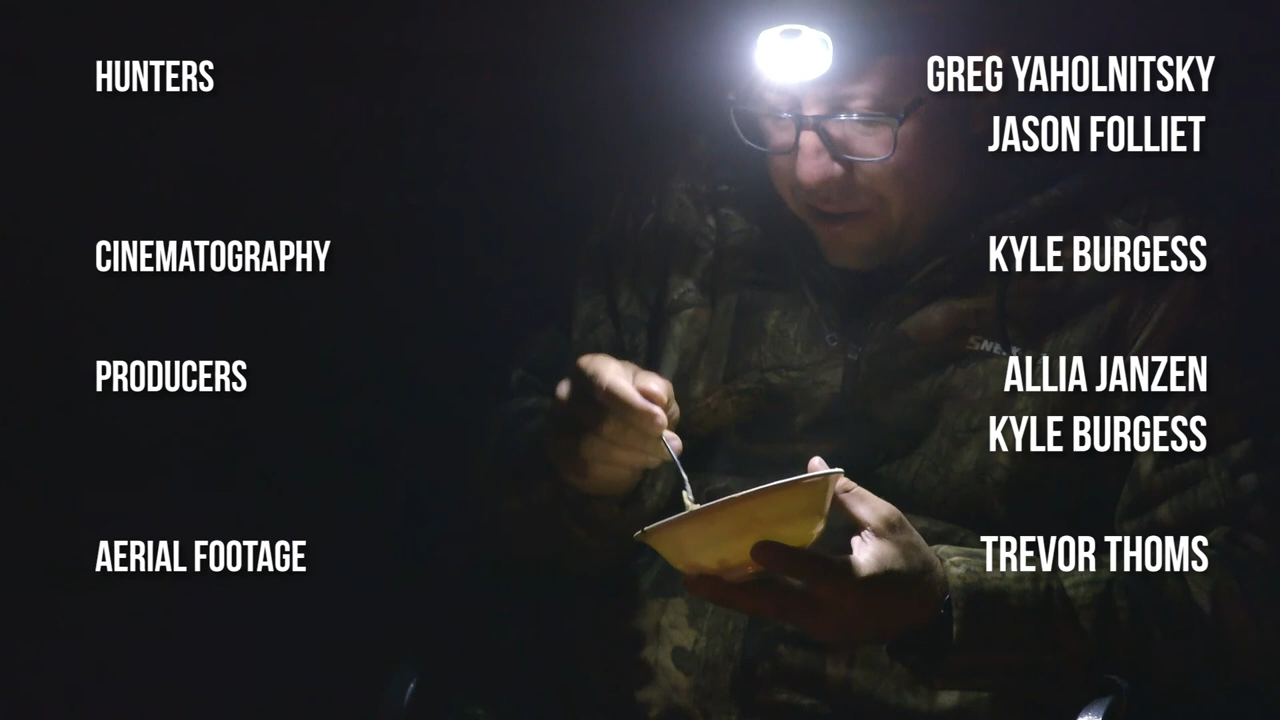 HUNTERS
GREG YAHOLNITSKY
JASON FOLLIET
CINEMATOGRAPHY
KYLE BURGESS
PRODUCERS
ALLIA JANZEN
KYLE BURGESS
AERIAL FOOTAGE
TREVOR THOMS